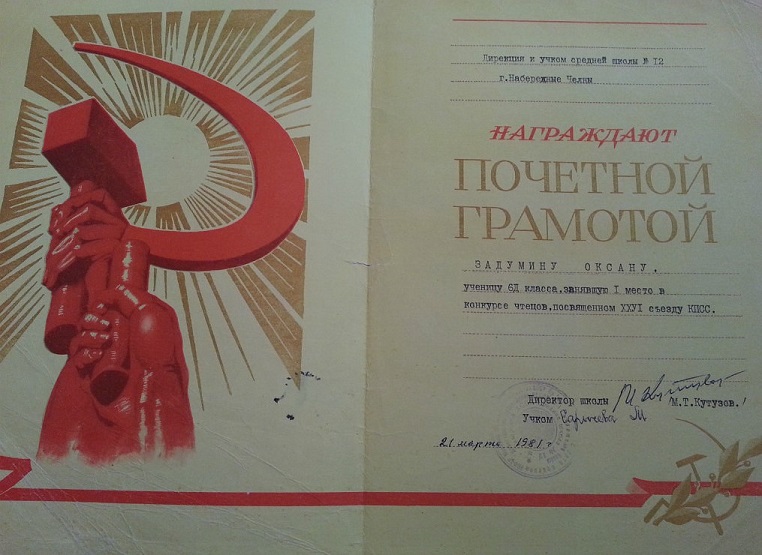 Дирекция и учком средней школы № 12
г.Набережные Челны
НАГРАЖДАЮТ
ПОЧЕТНОЙ
ГРАМОТОЙ
ЗАДУМИНУ ОКСАНУ.
ученицу 6Д класса,занявшую I место в
конкурсе чтецов,посвященном ХХУI съезду КПСС.
Директор школы /М.Т.Кутузов./
Учком
21 марта 1981 г